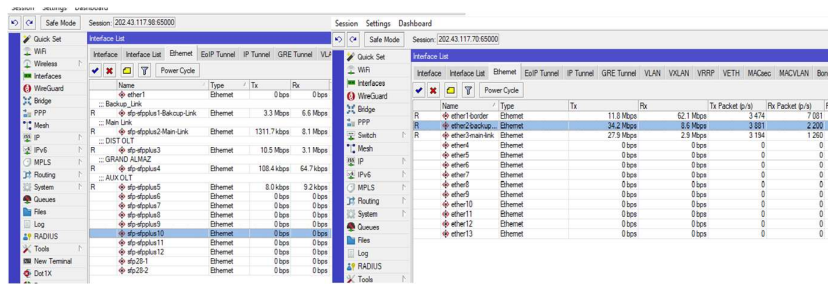 Session Settings Dashboard
Safe Mode Session: 202.43.117.98:65000
Quick Set
WiFi
Wireless
Interfaces
WireGuard
Bridge
PPP
Mesh
IP
IPv6
MPLS
Routing
System
Queues
Files
Log
RADIUS
Tools
New Terminal
Dot1X
Interface List
Interface Interface List Ethernet EoIP Tunnel IP Tunnel GRE Tunnel VLA
Power Cycle
Name Type Tx Rx
ether1 Ethernet 0 bps 0 bps
;;; Backup_Link
R sfp-sfpplus1-Bakcup-Link Ethernet 3.3 Mbps 6.6 Mbps
;;; Main Link
R sfp-sfpplus2-Main-Link Ethernet 1311.7 kbps 8.1 Mbps
;;; DIST OLT
R sfp-sfpplus3 Ethernet 10.5 Mbps 3.1 Mbps
;;; GRAND ALMAZ
R sfp-sfpplus4 Ethernet 108.4 kbps 64.7 kbps
;;; AUX OLT
R sfp-sfpplus5 Ethernet 8.0 kbps 9.2 kbps
sfp-sfpplus6 Ethernet 0 bps 0 bps
sfp-sfpplus7 Ethernet 0 bps 0 bps
sfp-sfpplus8 Ethernet 0 bps 0 bps
sfp-sfpplus9 Ethernet 0 bps 0 bps
sfp-sfpplus10 Ethernet 0 bps 0 bps
sfp-sfpplus11 Ethernet 0 bps 0 bps
sfp-sfpplus12 Ethernet 0 bps 0 bps
sfp28-1 Ethernet 0 bps 0 bps
sfp28-2 Ethernet 0 bps 0 bps
Session Settings Dashboard
Safe Mode Session: 202.43.117.70:65000
Quick Set
WiFi
Interfaces
WireGuard
Bridge
PPP
Switch
Mesh
IP
IPv6
MPLS
Routing
System
Queues
Files
Log
RADIUS
Tools
Interface List
Interface Interface List Ethernet EoIP Tunnel IP Tunnel GRE Tunnel VLAN VXLAN VRRP VETH MACsec MACVLAN Bon
Power Cycle
Name Type Tx Rx Tx Packet (p/s) Rx Packet (p/s)
R ether1-border Ethernet 11.8 Mbps 62.1 Mbps 3 474 7 081
R ether2-backup... Ethernet 34.2 Mbps 8.6 Mbps 3 881 2 200
R ether3-main-link Ethernet 27.9 Mbps 2.9 Mbps 3 194 1 260
ether4 Ethernet 0 bps 0 bps 0 0
ether5 Ethernet 0 bps 0 bps 0 0
ether6 Ethernet 0 bps 0 bps 0 0
ether7 Ethernet 0 bps 0 bps 0 0
ether8 Ethernet 0 bps 0 bps 0 0
ether9 Ethernet 0 bps 0 bps 0 0
ether10 Ethernet 0 bps 0 bps 0 0
ether11 Ethernet 0 bps 0 bps 0 0
ether12 Ethernet 0 bps 0 bps 0 0
ether13 Ethernet 0 bps 0 bps 0 0